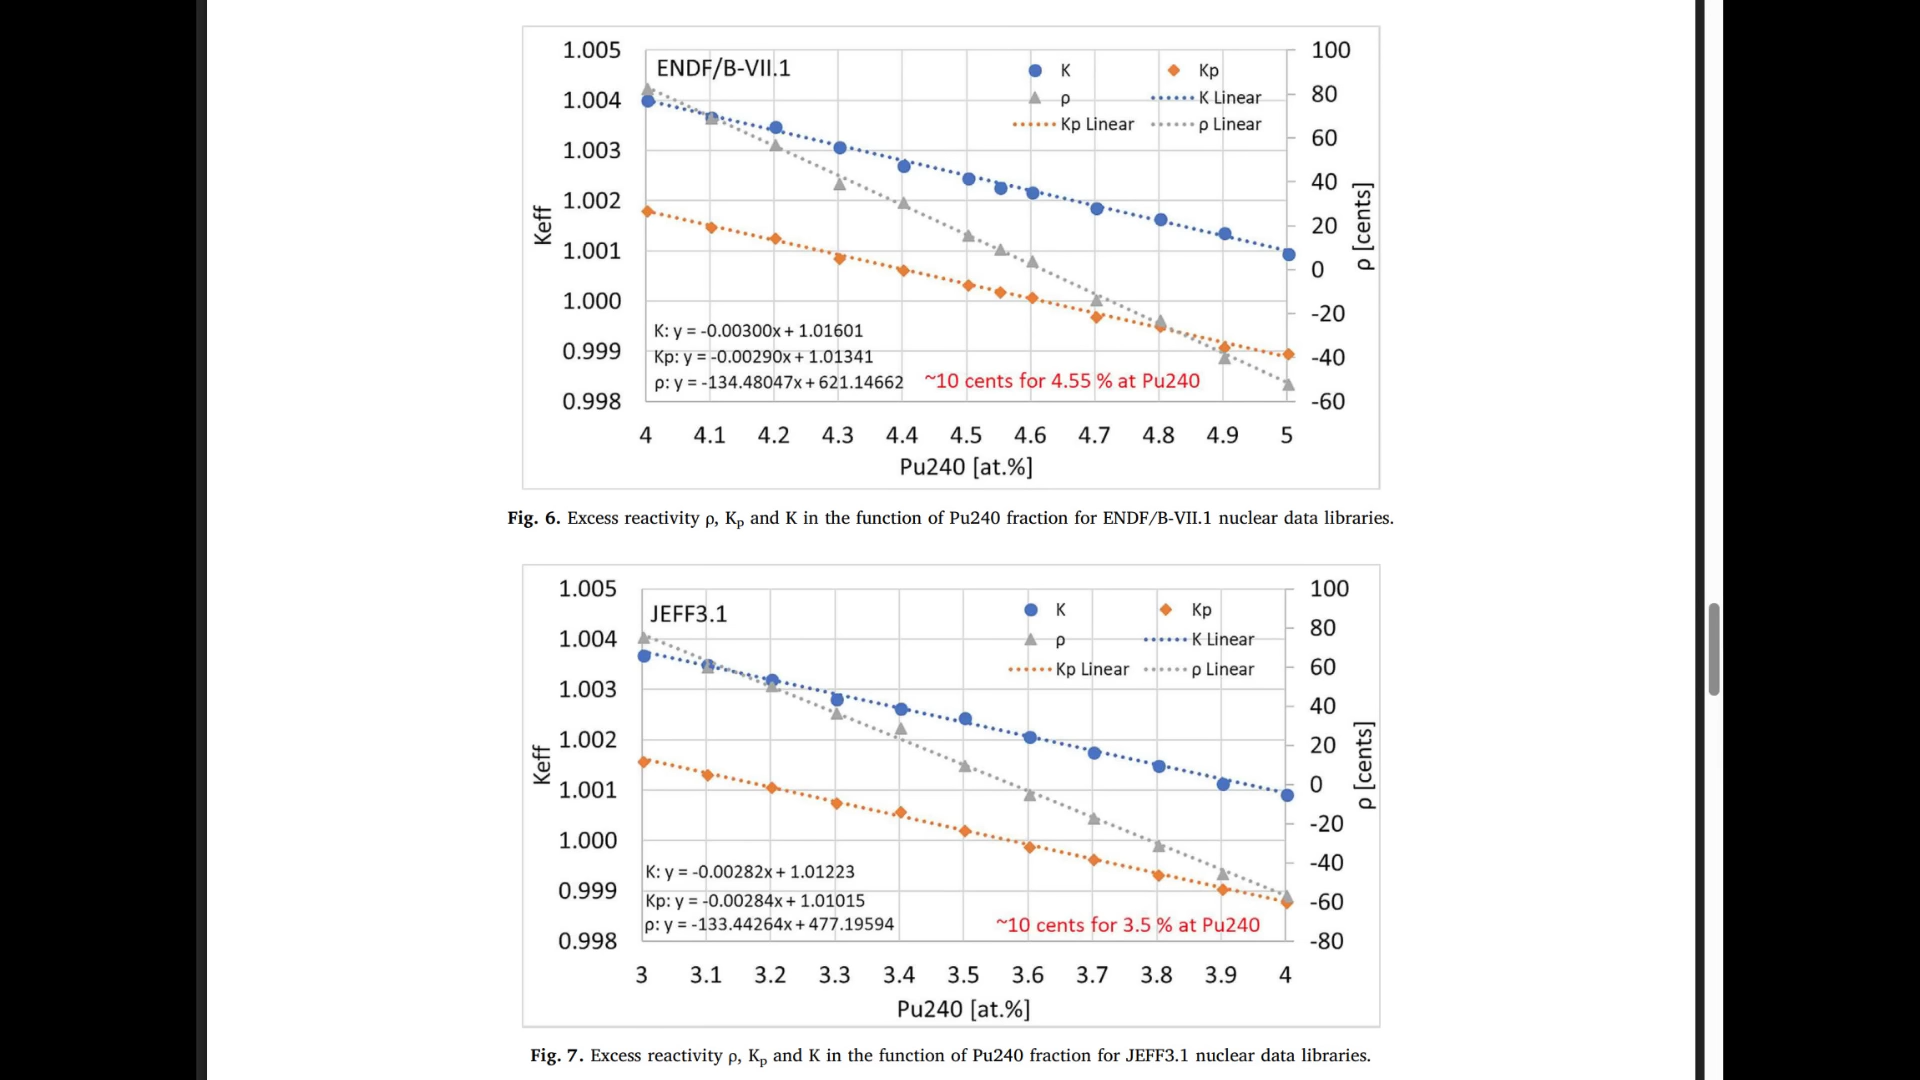 1.005
1.004
1.003
1.002
1.001
1.000
0.999
0.998
Keff
ENDF/B-VII.1
K
Kp
ρ
K Linear
Kp Linear
ρ Linear
K: y = -0.00300x + 1.01601
Kp: y = -0.00290x + 1.01341
ρ: y = -134.48047x + 621.14662
~10 cents for 4.55 % at Pu240
100
80
60
40
20
0
-20
-40
-60
ρ [cents]
4 4.1 4.2 4.3 4.4 4.5 4.6 4.7 4.8 4.9 5
Pu240 [at.%]
Fig. 6. Excess reactivity ρ, Kp and K in the function of Pu240 fraction for ENDF/B-VII.1 nuclear data libraries.
1.005
1.004
1.003
1.002
1.001
1.000
0.999
0.998
Keff
JEFF3.1
K
Kp
ρ
K Linear
Kp Linear
ρ Linear
K: y = -0.00282x + 1.01223
Kp: y = -0.00284x + 1.01015
ρ: y = -133.44264x + 477.19594
~10 cents for 3.5 % at Pu240
100
80
60
40
20
0
-20
-40
-60
-80
ρ [cents]
3 3.1 3.2 3.3 3.4 3.5 3.6 3.7 3.8 3.9 4
Pu240 [at.%]
Fig. 7. Excess reactivity ρ, Kp and K in the function of Pu240 fraction for JEFF3.1 nuclear data libraries.